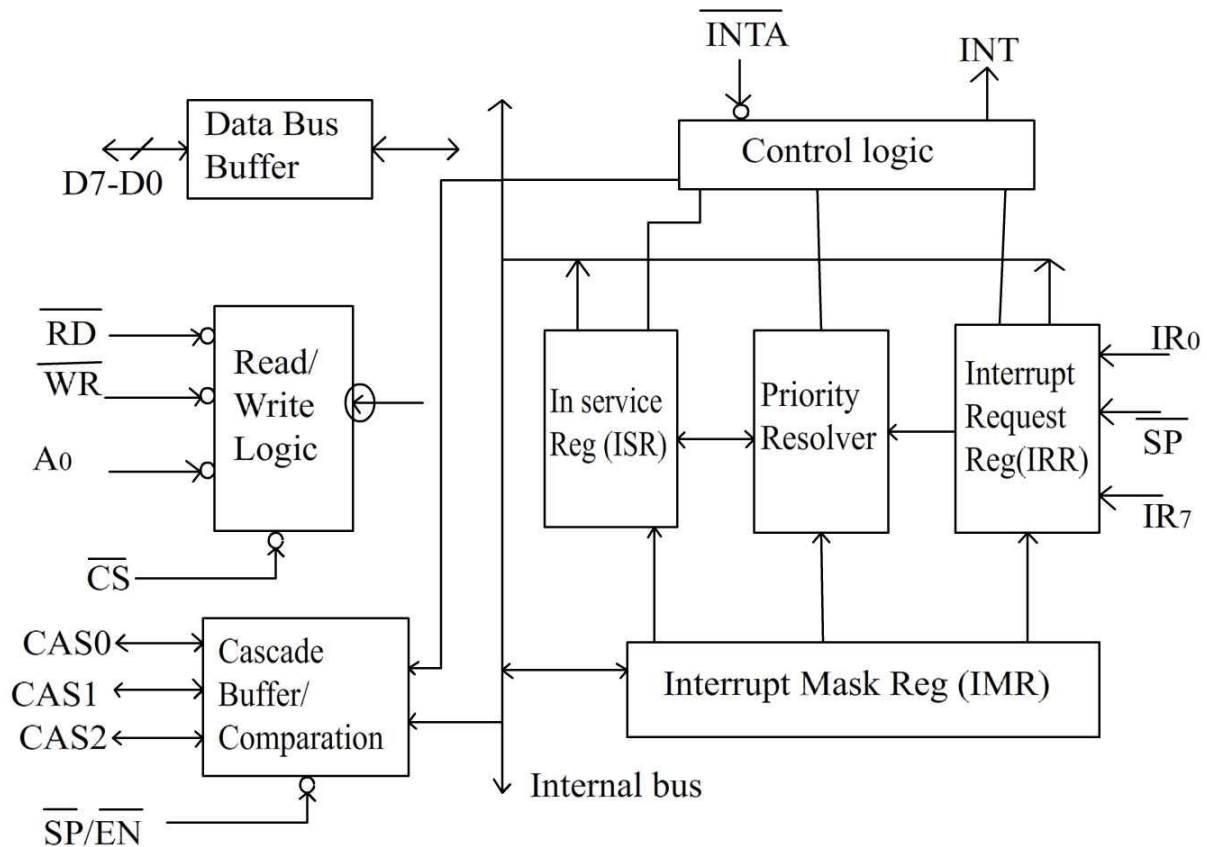 INTA
INT
Data Bus
Buffer
D7-D0
Control logic
RD
WR
A0
Read/
Write
Logic
CS
In service
Reg (ISR)
Priority
Resolver
Interrupt
Request
Reg(IRR)
IR0
SP
IR7
CAS0
CAS1
CAS2
Cascade
Buffer/
Comparation
SP/EN
Interrupt Mask Reg (IMR)
Internal bus